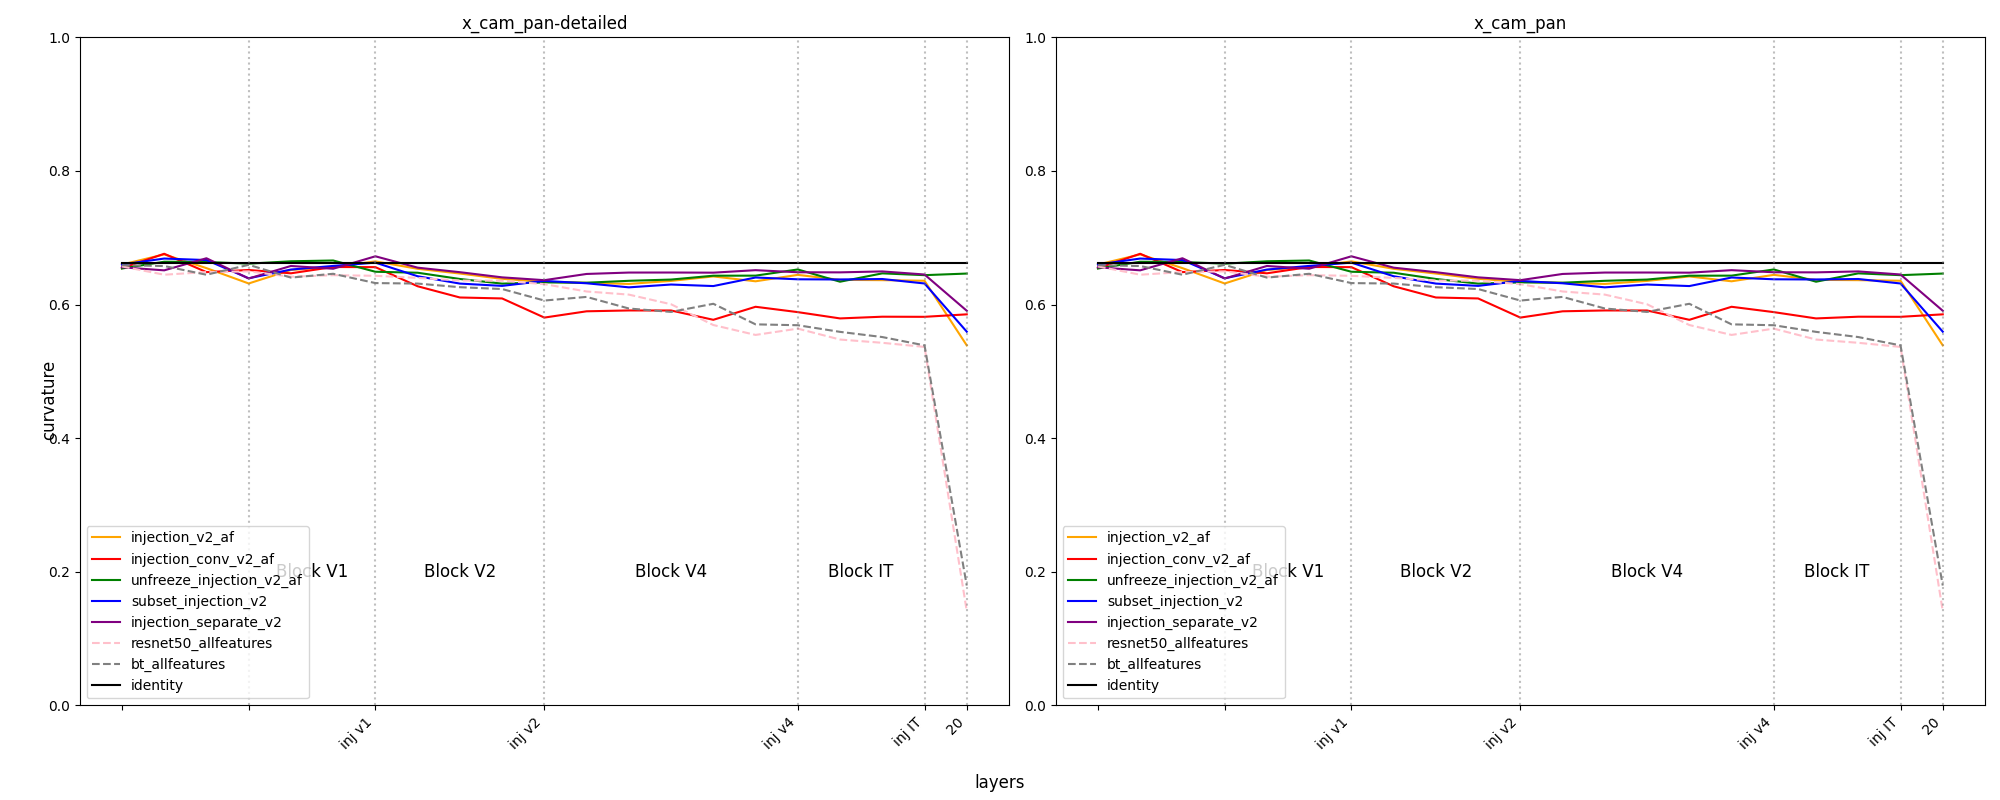 x_cam_pan-detailed
x_cam_pan
1.0
0.8
0.6
0.4
0.2
0.0
curvature
injection_v2_af
injection_conv_v2_af
unfreeze_injection_v2_af
subset_injection_v2
injection_separate_v2
resnet50_allfeatures
bt_allfeatures
identity
Block V1
Block V2
Block V4
Block IT
inj v1
inj v2
inj v4
inj IT
20
1.0
0.8
0.6
0.4
0.2
0.0
injection_v2_af
injection_conv_v2_af
unfreeze_injection_v2_af
subset_injection_v2
injection_separate_v2
resnet50_allfeatures
bt_allfeatures
identity
Block V1
Block V2
Block V4
Block IT
inj v1
inj v2
inj v4
inj IT
20
layers